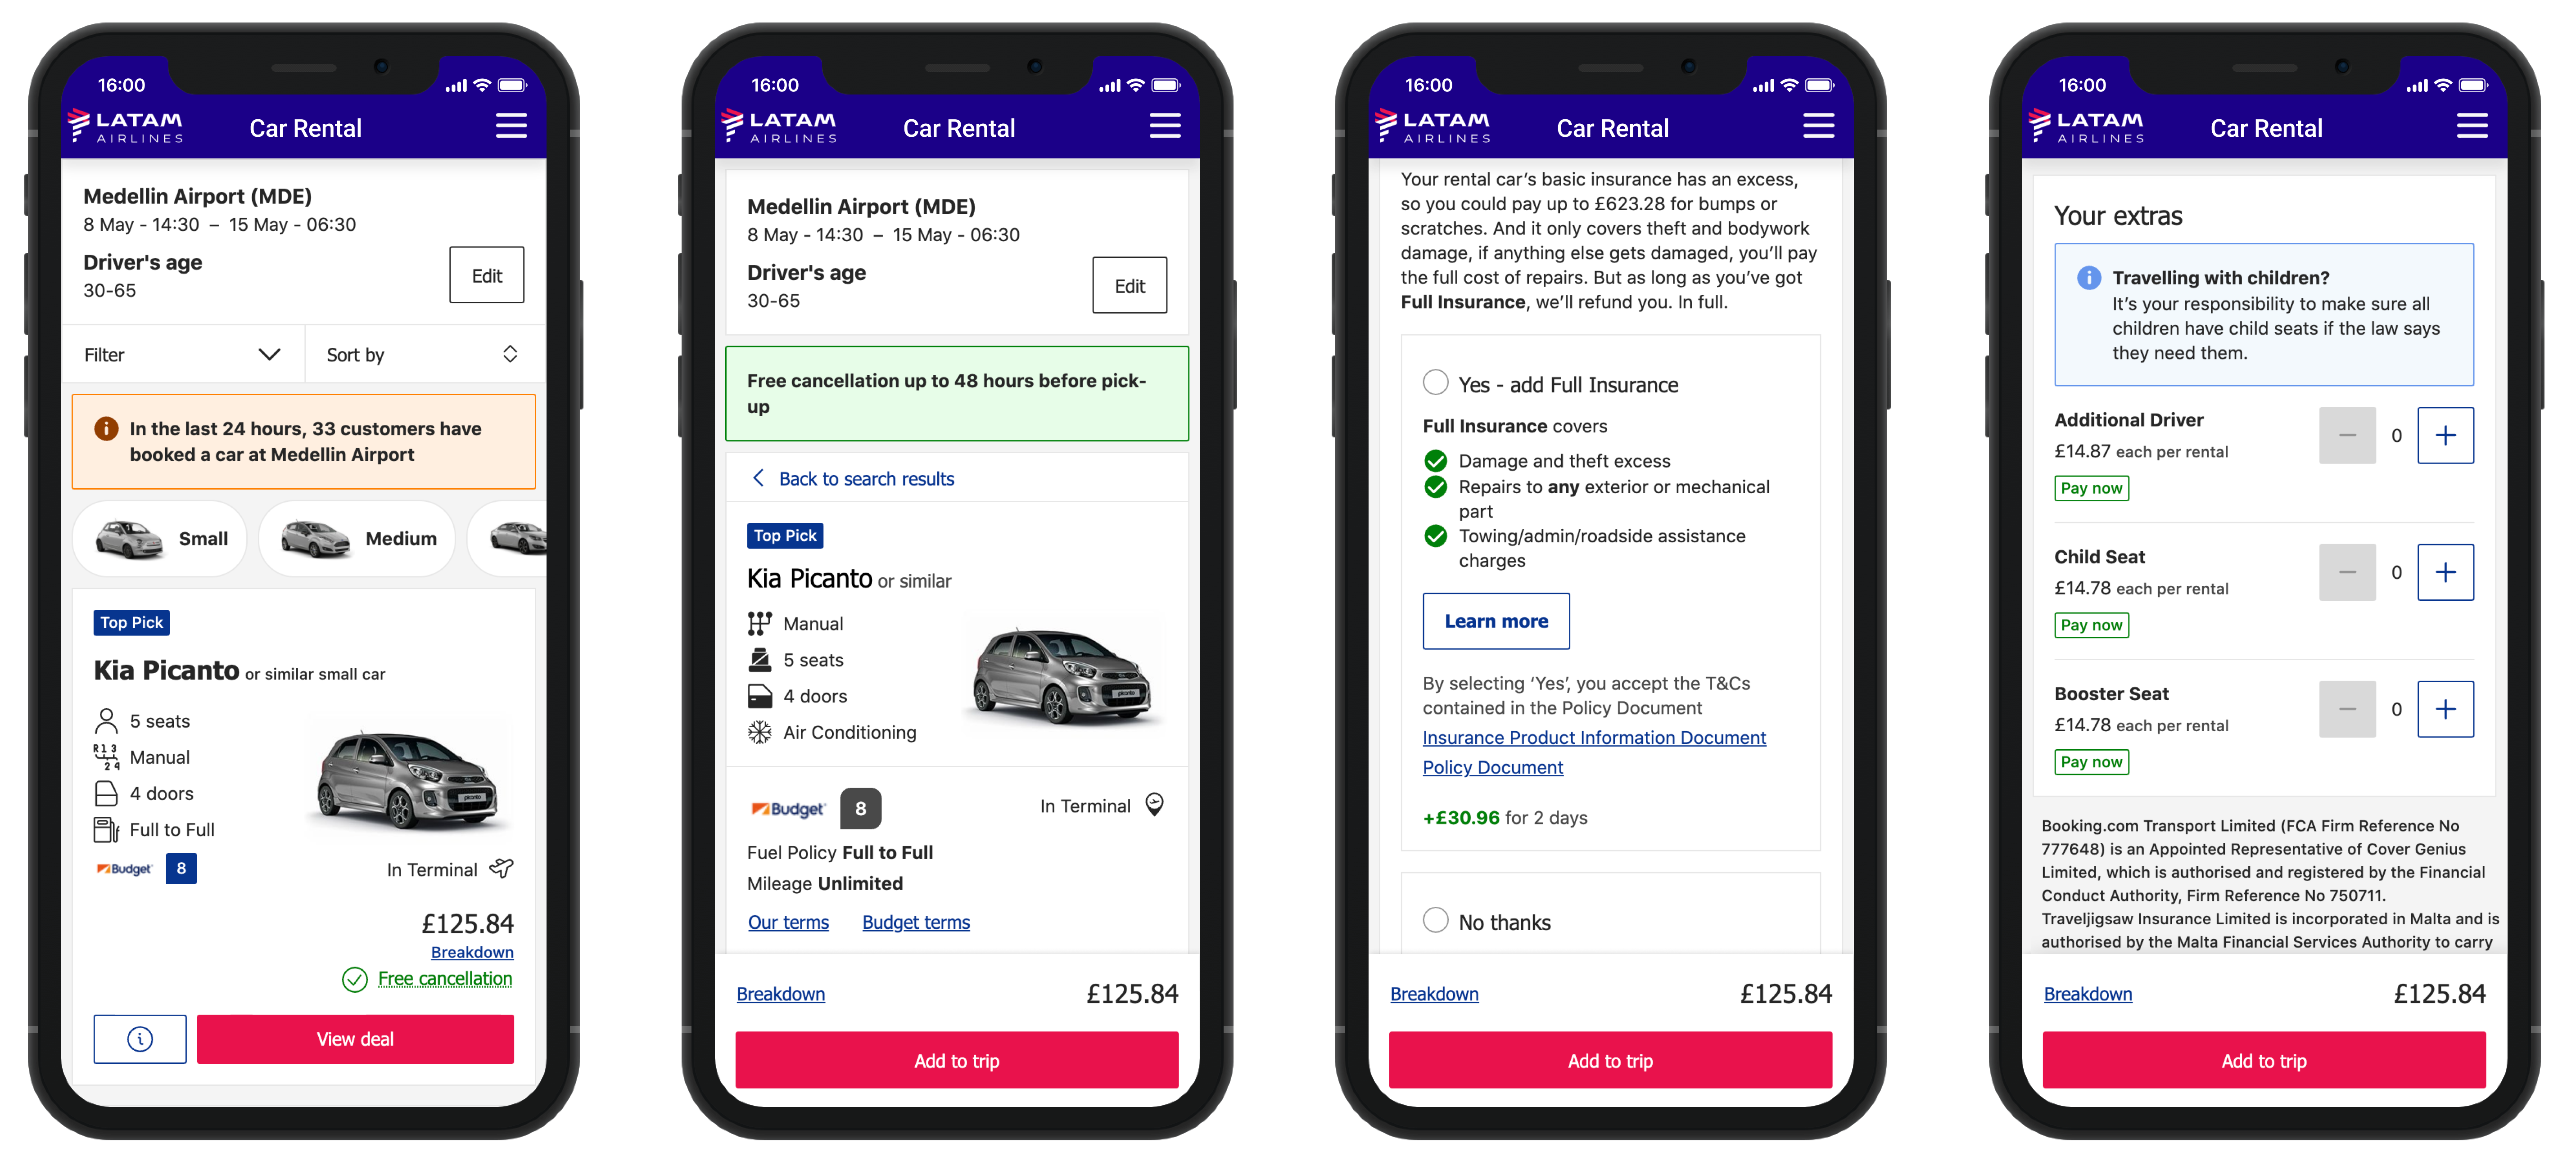 16:00
LATAM
AIRLINES
Car Rental
Medellin Airport (MDE)
8 May - 14:30 – 15 May - 06:30
Driver's age
30-65
Edit
Filter
Sort by
In the last 24 hours, 33 customers have
booked a car at Medellin Airport
Small
Medium
Top Pick
Kia Picanto or similar small car
5 seats
R 1 3
2 4
Manual
4 doors
Full to Full
picanto
Budget
8
In Terminal
£125.84
Breakdown
Free cancellation
View deal
16:00
LATAM
AIRLINES
Car Rental
Medellin Airport (MDE)
8 May - 14:30 – 15 May - 06:30
Driver's age
30-65
Edit
Free cancellation up to 48 hours before pick-
up
Back to search results
Top Pick
Kia Picanto or similar
Manual
5 seats
4 doors
Air Conditioning
picanto
Budget
8
In Terminal
Fuel Policy Full to Full
Mileage Unlimited
Our terms Budget terms
Breakdown £125.84
Add to trip
16:00
LATAM
AIRLINES
Car Rental
Your rental car’s basic insurance has an excess,
so you could pay up to £623.28 for bumps or
scratches. And it only covers theft and bodywork
damage, if anything else gets damaged, you’ll pay
the full cost of repairs. But as long as you’ve got
Full Insurance, we’ll refund you. In full.
Yes - add Full Insurance
Full Insurance covers
Damage and theft excess
Repairs to any exterior or mechanical
part
Towing/admin/roadside assistance
charges
Learn more
By selecting ‘Yes’, you accept the T&Cs
contained in the Policy Document
Insurance Product Information Document
Policy Document
+£30.96 for 2 days
No thanks
Breakdown £125.84
Add to trip
16:00
LATAM
AIRLINES
Car Rental
Your extras
Travelling with children?
It’s your responsibility to make sure all
children have child seats if the law says
they need them.
Additional Driver
£14.87 each per rental
Pay now
0
Child Seat
£14.78 each per rental
Pay now
0
Booster Seat
£14.78 each per rental
Pay now
0
Booking.com Transport Limited (FCA Firm Reference No
777648) is an Appointed Representative of Cover Genius
Limited, which is authorised and registered by the Financial
Conduct Authority, Firm Reference No 750711.
Traveljigsaw Insurance Limited is incorporated in Malta and is
authorised by the Malta Financial Services Authority to carry
Breakdown £125.84
Add to trip